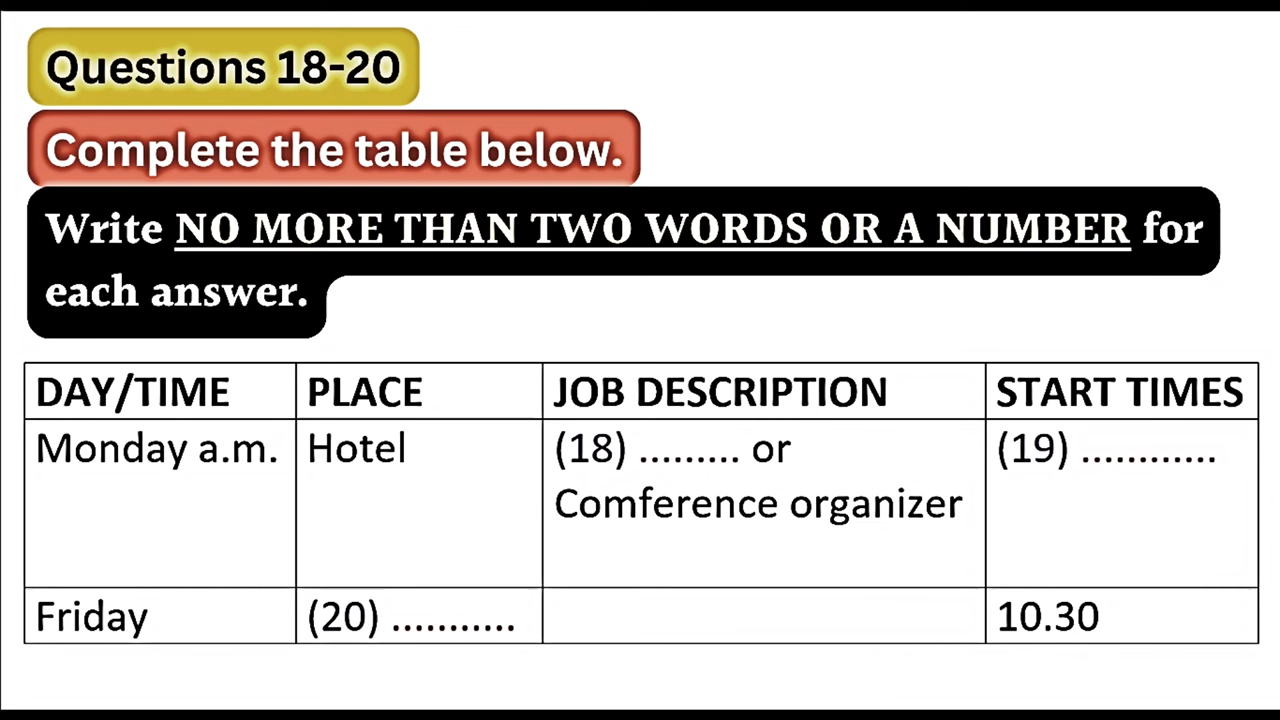 Questions 18-20
Complete the table below.
Write NO MORE THAN TWO WORDS OR A NUMBER for
each answer.
DAY/TIME PLACE JOB DESCRIPTION START TIMES
Monday a.m. Hotel (18) ......... or (19) ............
Comference organizer
Friday (20) ........... 10.30